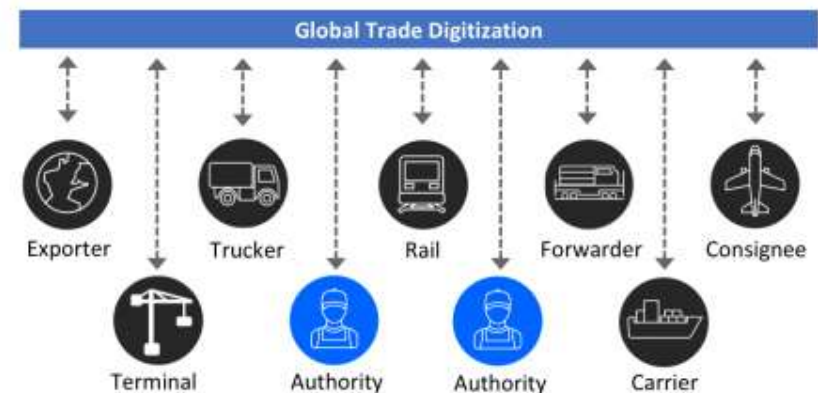 Global Trade Digitization
Exporter
Trucker
Rail
Forwarder
Consignee
Terminal
Authority
Authority
Carrier